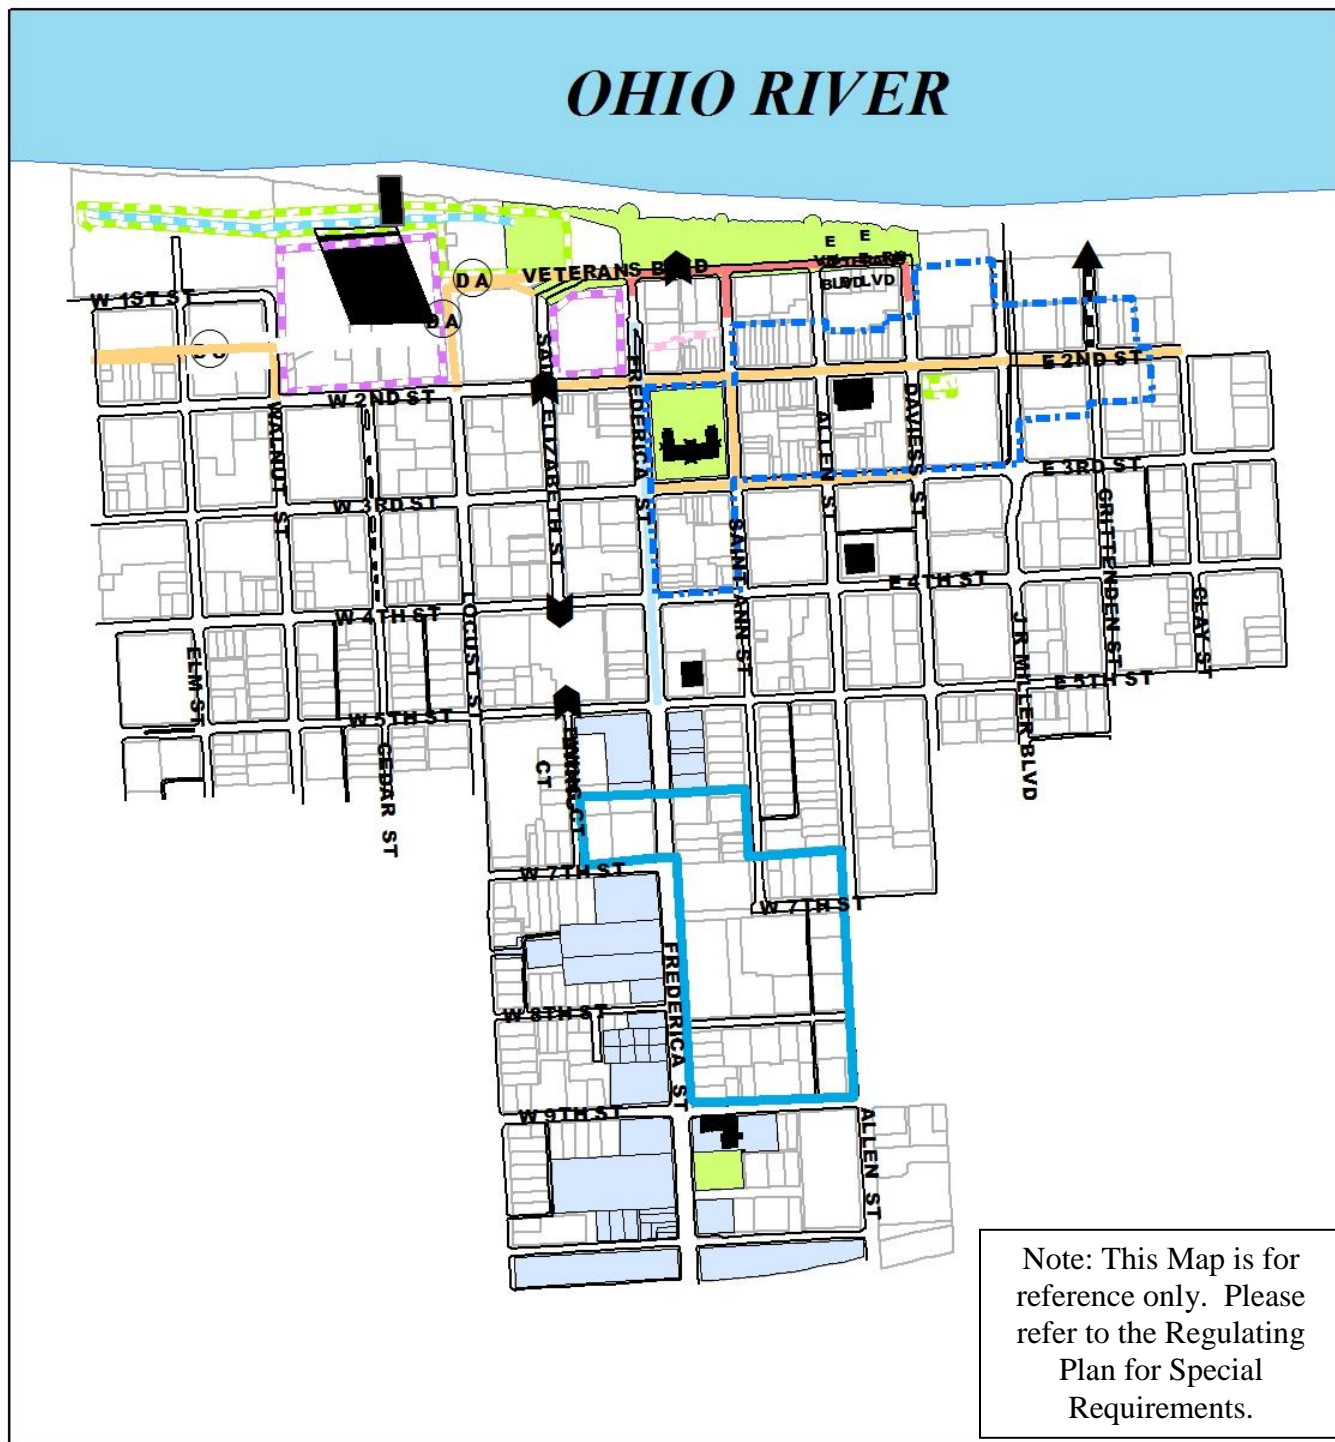 OHIO RIVER
E
E
VETERANS BLVD
BLVD
BLVD
D A
D A
W 1ST ST
E 2ND ST
W 2ND ST
WALNUT ST
ELIZABETH ST
FREDERICA ST
ALLEN ST
DAVIESS ST
E 3RD ST
W 3RD ST
SAINT ANN ST
CRITTENDEN ST
E 4TH ST
W 4TH ST
LOCUST ST
J R MILLER BLVD
CLAY ST
ELM ST
E 5TH ST
W 5TH ST
CEDAR ST
CT
CT
W 7TH ST
W 7TH ST
FREDERICA ST
W 8TH ST
W 9TH ST
ALLEN ST
Note: This Map is for
reference only. Please
refer to the Regulating
Plan for Special
Requirements.